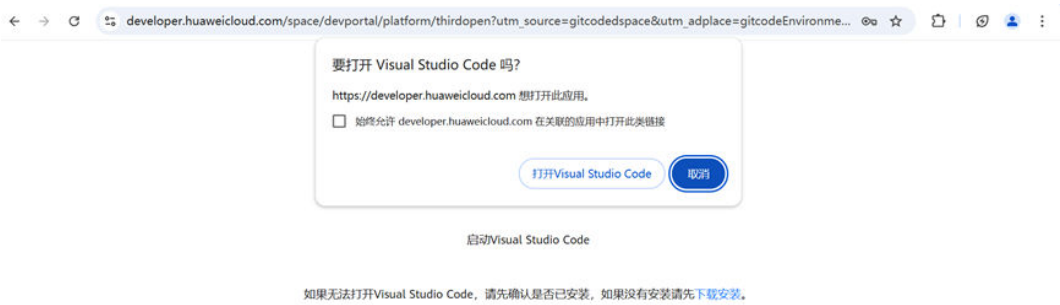 developer.huaweicloud.com/space/devportal/platform/thirdopen?utm_source=gitcodedspace&utm_adplace=gitcodeEnvironme...
要打开 Visual Studio Code 吗?
https://developer.huaweicloud.com 想打开此应用。
始终允许 developer.huaweicloud.com 在关联的应用中打开此类链接
打开Visual Studio Code 取消
启动Visual Studio Code
如果无法打开Visual Studio Code，请先确认是否已安装，如果没有安装请先下载安装。